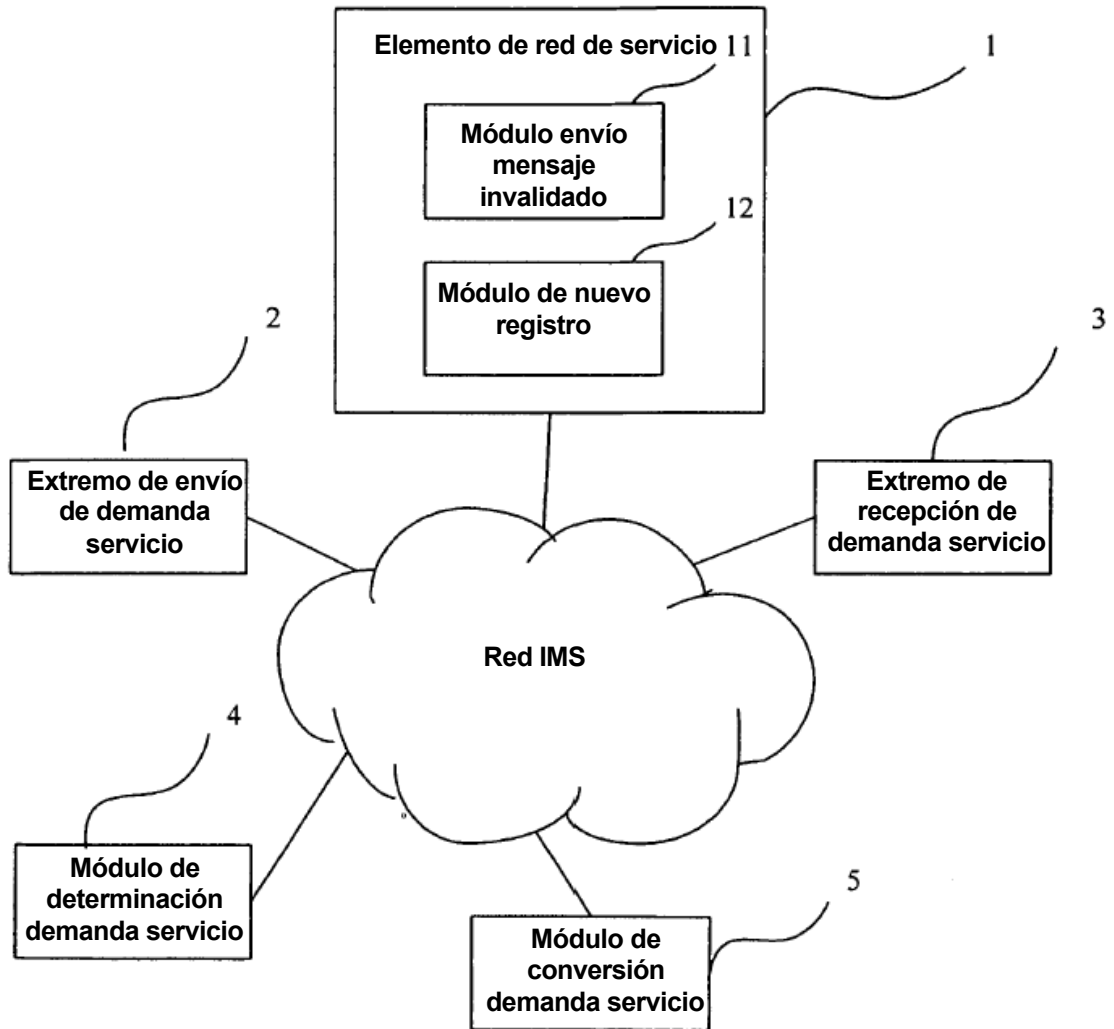 Elemento de red de servicio
11
1
Módulo envío
mensaje
invalidado
12
Módulo de nuevo
registro
2
3
Extremo de envío
de demanda
servicio
Extremo de
recepción de
demanda servicio
Red IMS
4
Módulo de
determinación
demanda servicio
5
Módulo de
conversión
demanda servicio